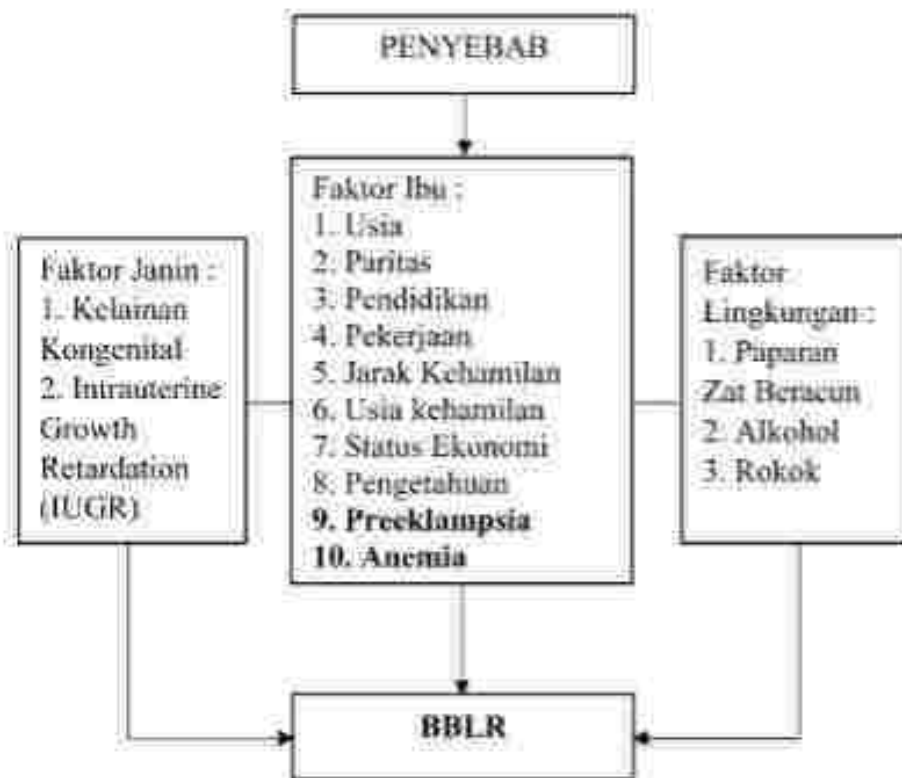 PENYEBAB
Faktor Ibu :
1. Usia
2. Paritas
3. Pendidikan
4. Pekerjaan
5. Jarak Kehamilan
6. Usia kehamilan
7. Status Ekonomi
8. Pengetahuan
9. Preeklampsia
10. Anemia
Faktor Janin :
1. Kelainan
Kongenital
2. Intrauterine
Growth
Retardation
(IUGR)
Faktor
Lingkungan :
1. Paparan
Zat Beracun
2. Alkohol
3. Rokok
BBLR